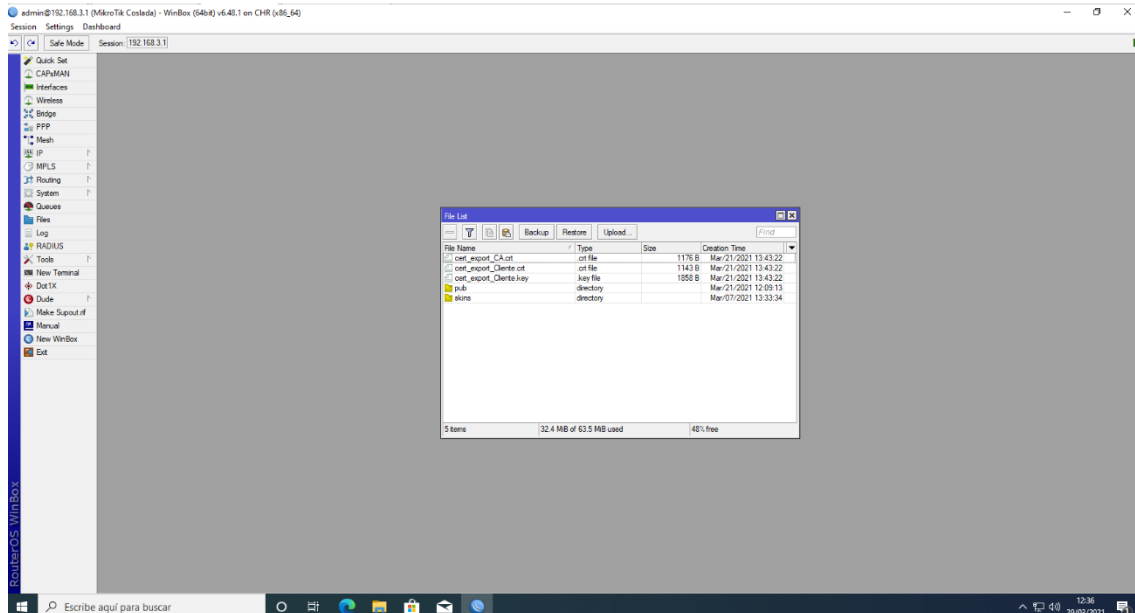 admin@192.168.3.1 (MikroTik Coslada) - WinBox (64bit) v6.48.1 on CHR (x86_64)
Session Settings Dashboard
Safe Mode Session: 192.168.3.1
Quick Set
CAPsMAN
Interfaces
Wireless
Bridge
PPP
Mesh
IP
MPLS
Routing
System
Queues
Files
Log
RADIUS
Tools
New Terminal
Dot1X
Dude
Make Supout.rif
Manual
New WinBox
Exit
RouterOS WinBox
File List
Backup Restore Upload... Find
File Name Type Size Creation Time
cert_export_CA.crt .crt file 1176 B Mar/21/2021 13:43:22
cert_export_Cliente.crt .crt file 1143 B Mar/21/2021 13:43:22
cert_export_Cliente.key .key file 1858 B Mar/21/2021 13:43:22
pub directory Mar/21/2021 12:09:13
skins directory Mar/07/2021 13:33:34
5 items 32.4 MiB of 63.5 MiB used 48% free
Escribe aquí para buscar
12:36